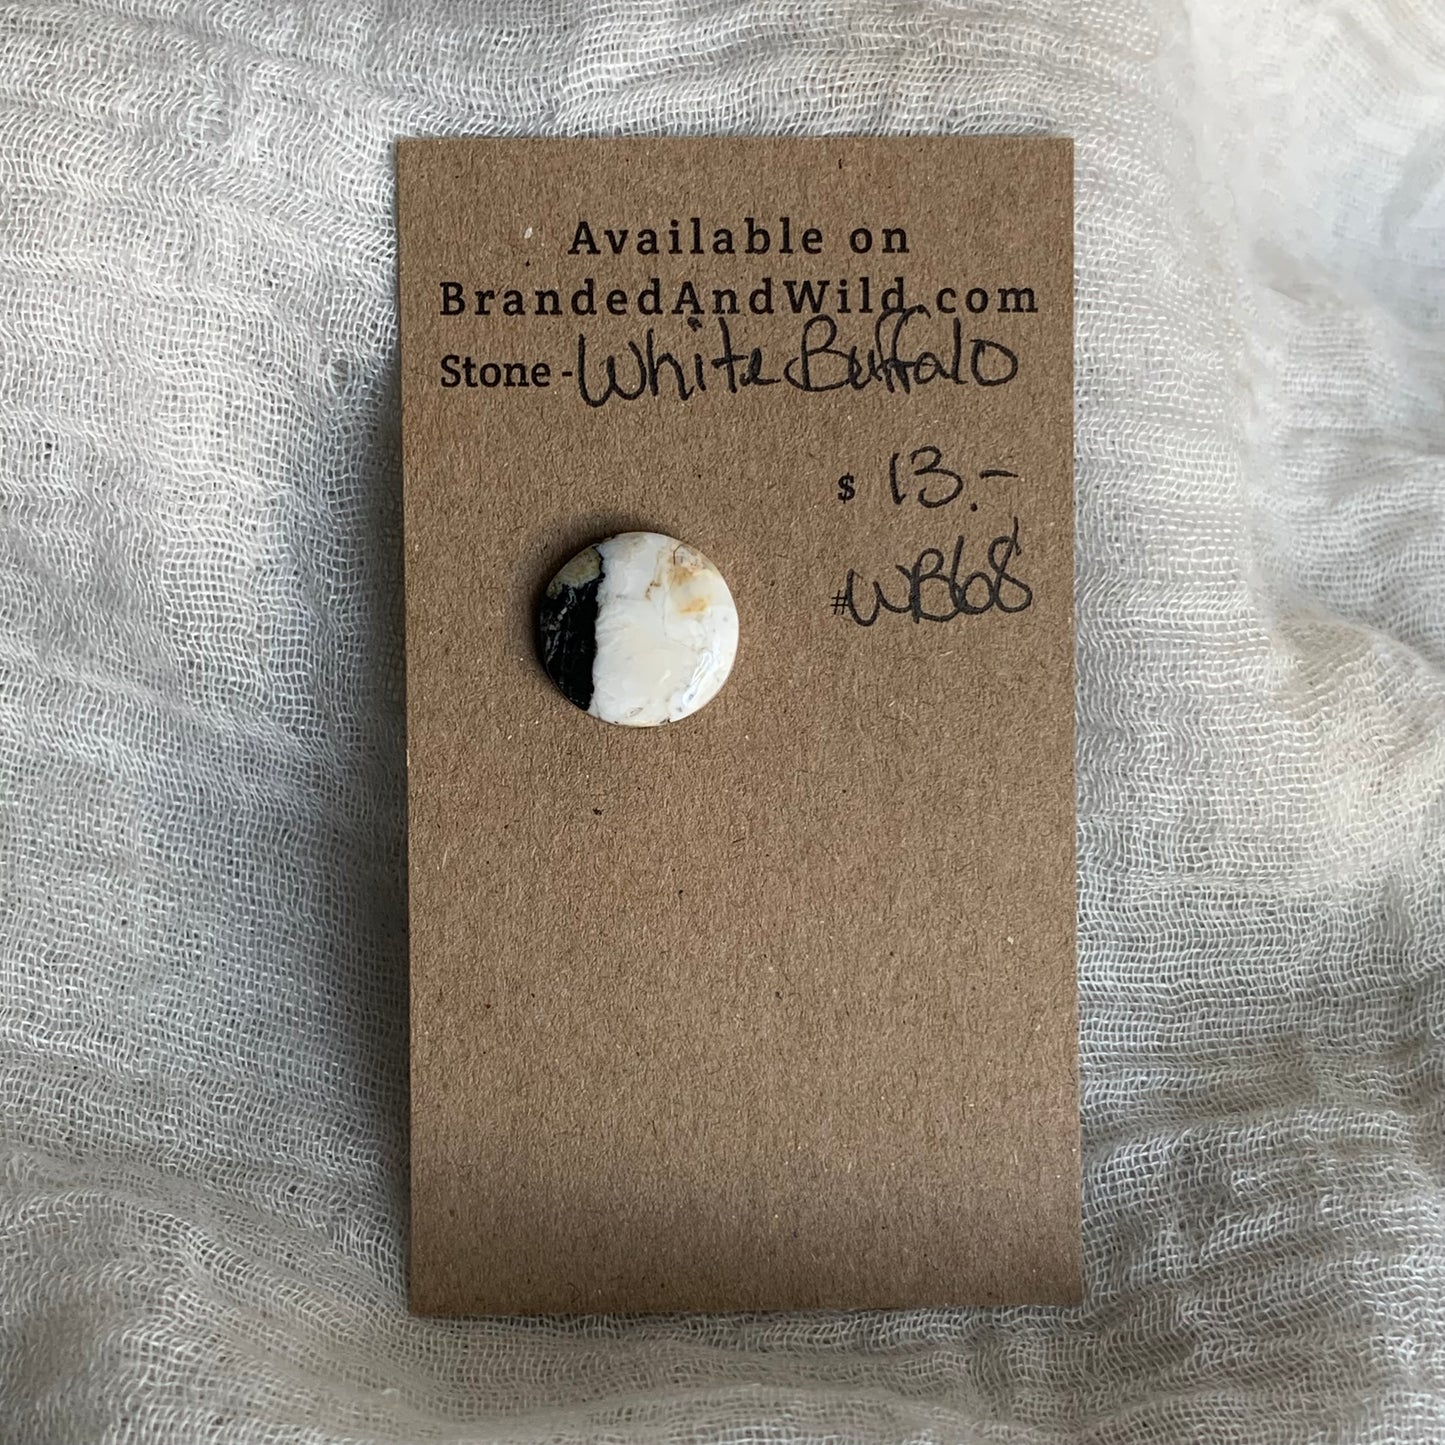 Available on
BrandedAndWild.com
Stone - White Buffalo
$ 13.-
#WB68